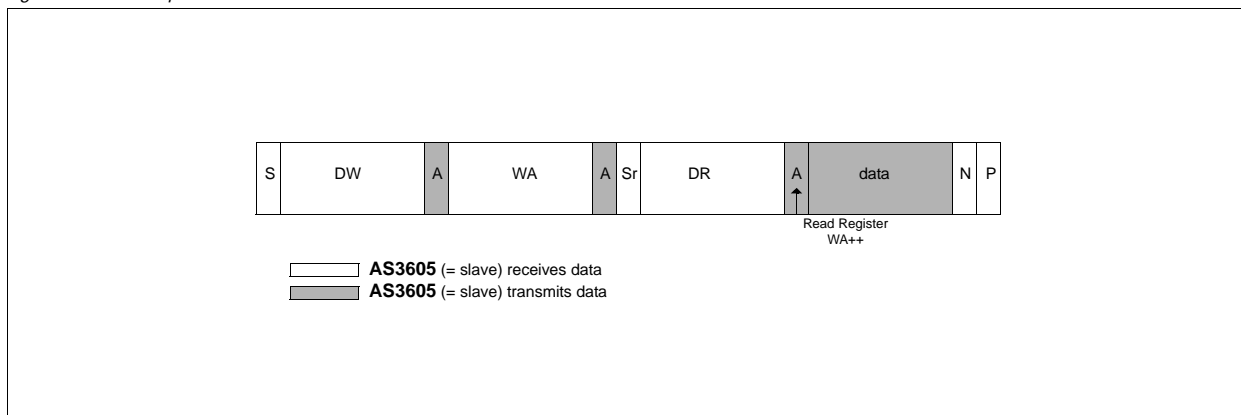 S DW A WA A Sr DR A data N P
Read Register
WA++
AS3605 (= slave) receives data
AS3605 (= slave) transmits data